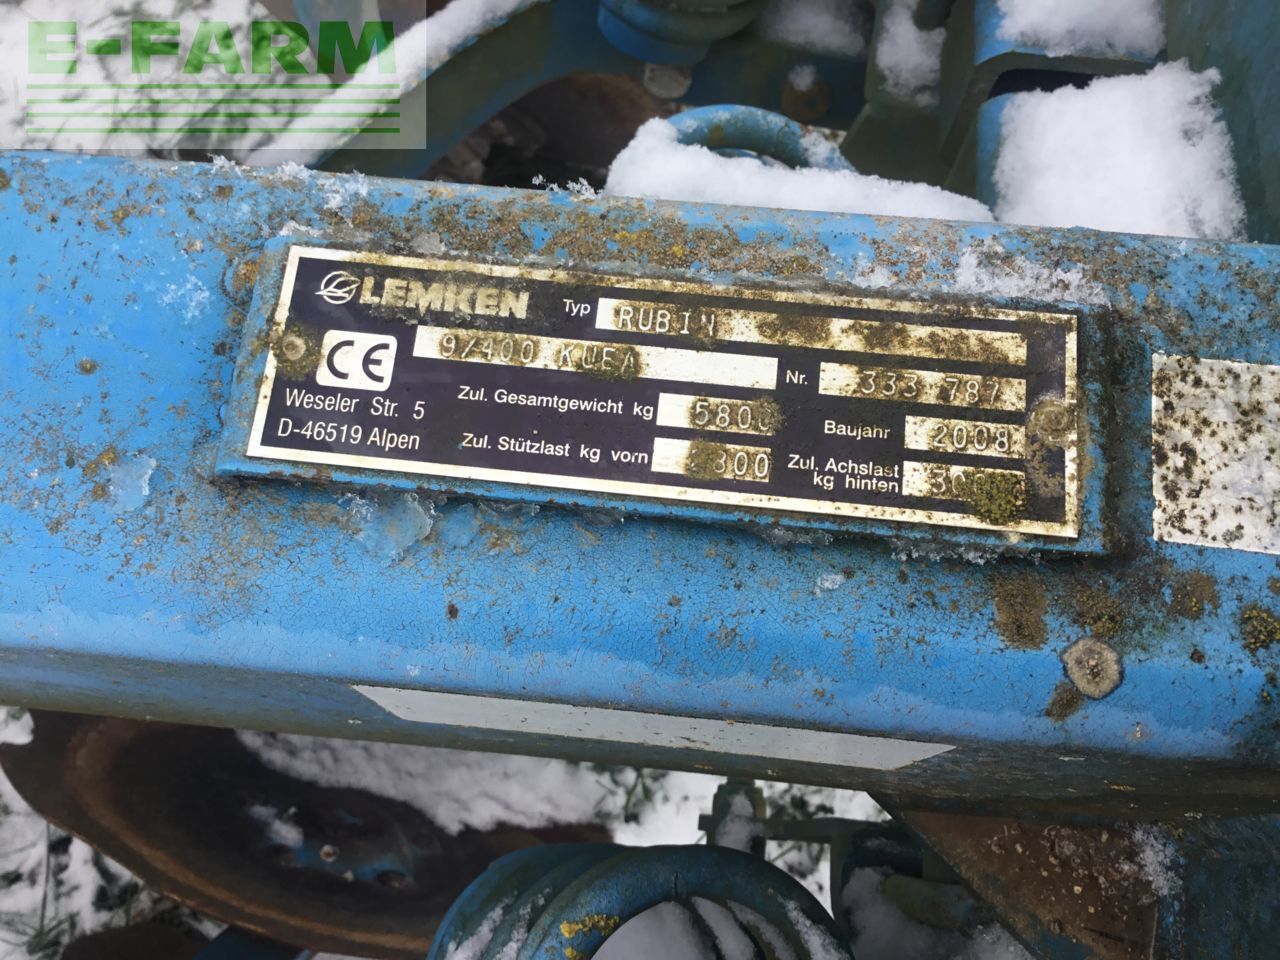 E-FARM
LEMKEN Typ RUBIN
CE 9/400 KUEA Nr. 333 787
Weseler Str. 5 Zul. Gesamtgewicht kg 5800 Baujahr 2008
D-46519 Alpen Zul. Stützlast kg vorn Zul. Achslast
kg hinten